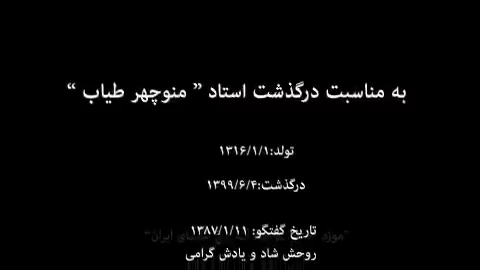 به مناسبت درگذشت استاد ” منوچهر طیاب “
تولد:۱۳۱۶/۱/۱
درگذشت:۱۳۹۹/۶/۴
تاریخ گفتگو: ۱۳۸۷/۱/۱۱
روحش شاد و یادش گرامی